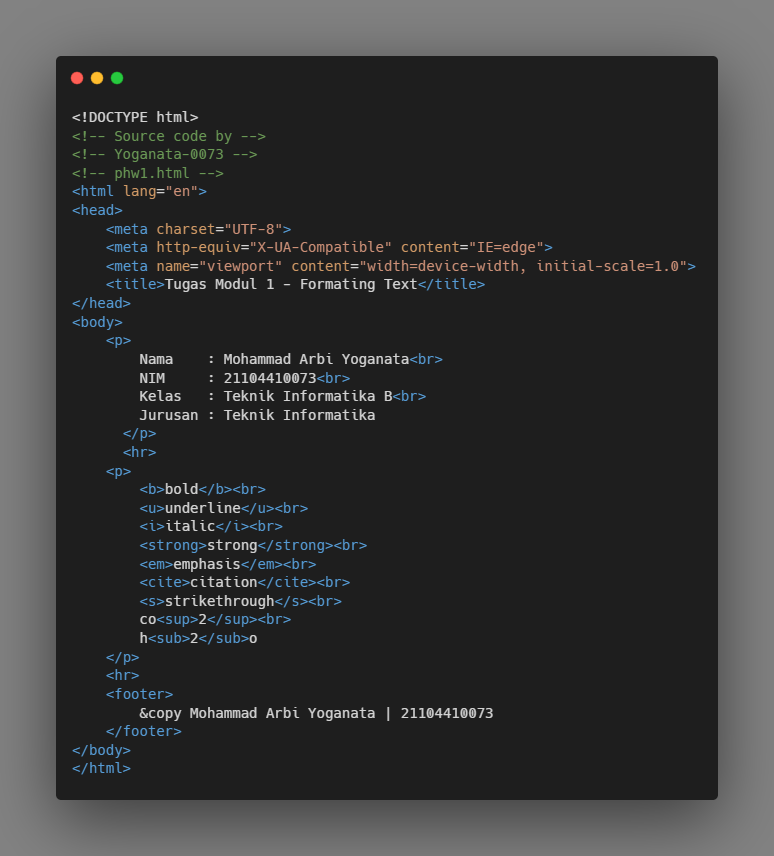 <!DOCTYPE html>
<!-- Source code by -->
<!-- Yoganata-0073 -->
<!-- phw1.html -->
<html lang="en">
<head>
    <meta charset="UTF-8">
    <meta http-equiv="X-UA-Compatible" content="IE=edge">
    <meta name="viewport" content="width=device-width, initial-scale=1.0">
    <title>Tugas Modul 1 - Formating Text</title>
</head>
<body>
    <p>
        Nama    : Mohammad Arbi Yoganata<br>
        NIM     : 21104410073<br>
        Kelas   : Teknik Informatika B<br>
        Jurusan : Teknik Informatika
      </p>
      <hr>
    <p>
        <b>bold</b><br>
        <u>underline</u><br>
        <i>italic</i><br>
        <strong>strong</strong><br>
        <em>emphasis</em><br>
        <cite>citation</cite><br>
        <s>strikethrough</s><br>
        co<sup>2</sup><br>
        h<sub>2</sub>o
    </p>
    <hr>
    <footer>
        &copy Mohammad Arbi Yoganata | 21104410073
    </footer>
</body>
</html>